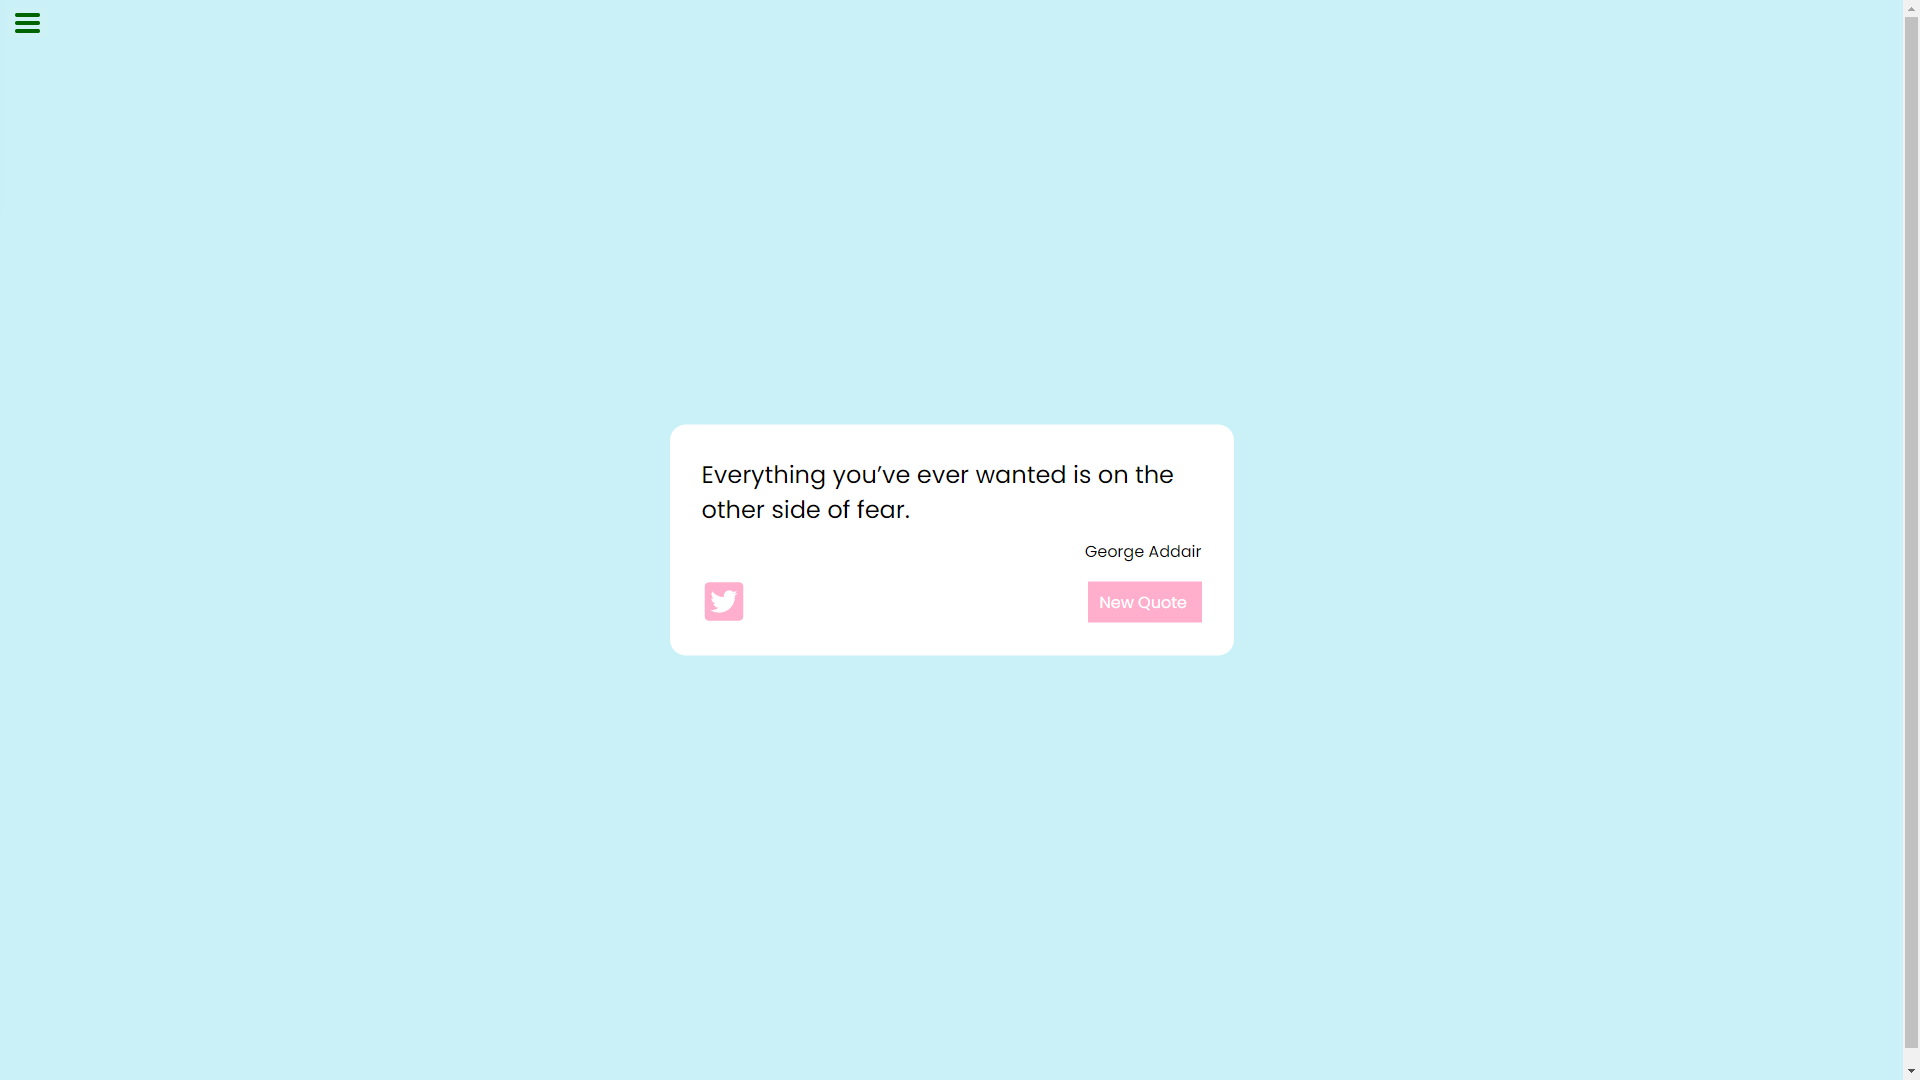 Everything you’ve ever wanted is on the
other side of fear.
George Addair
New Quote